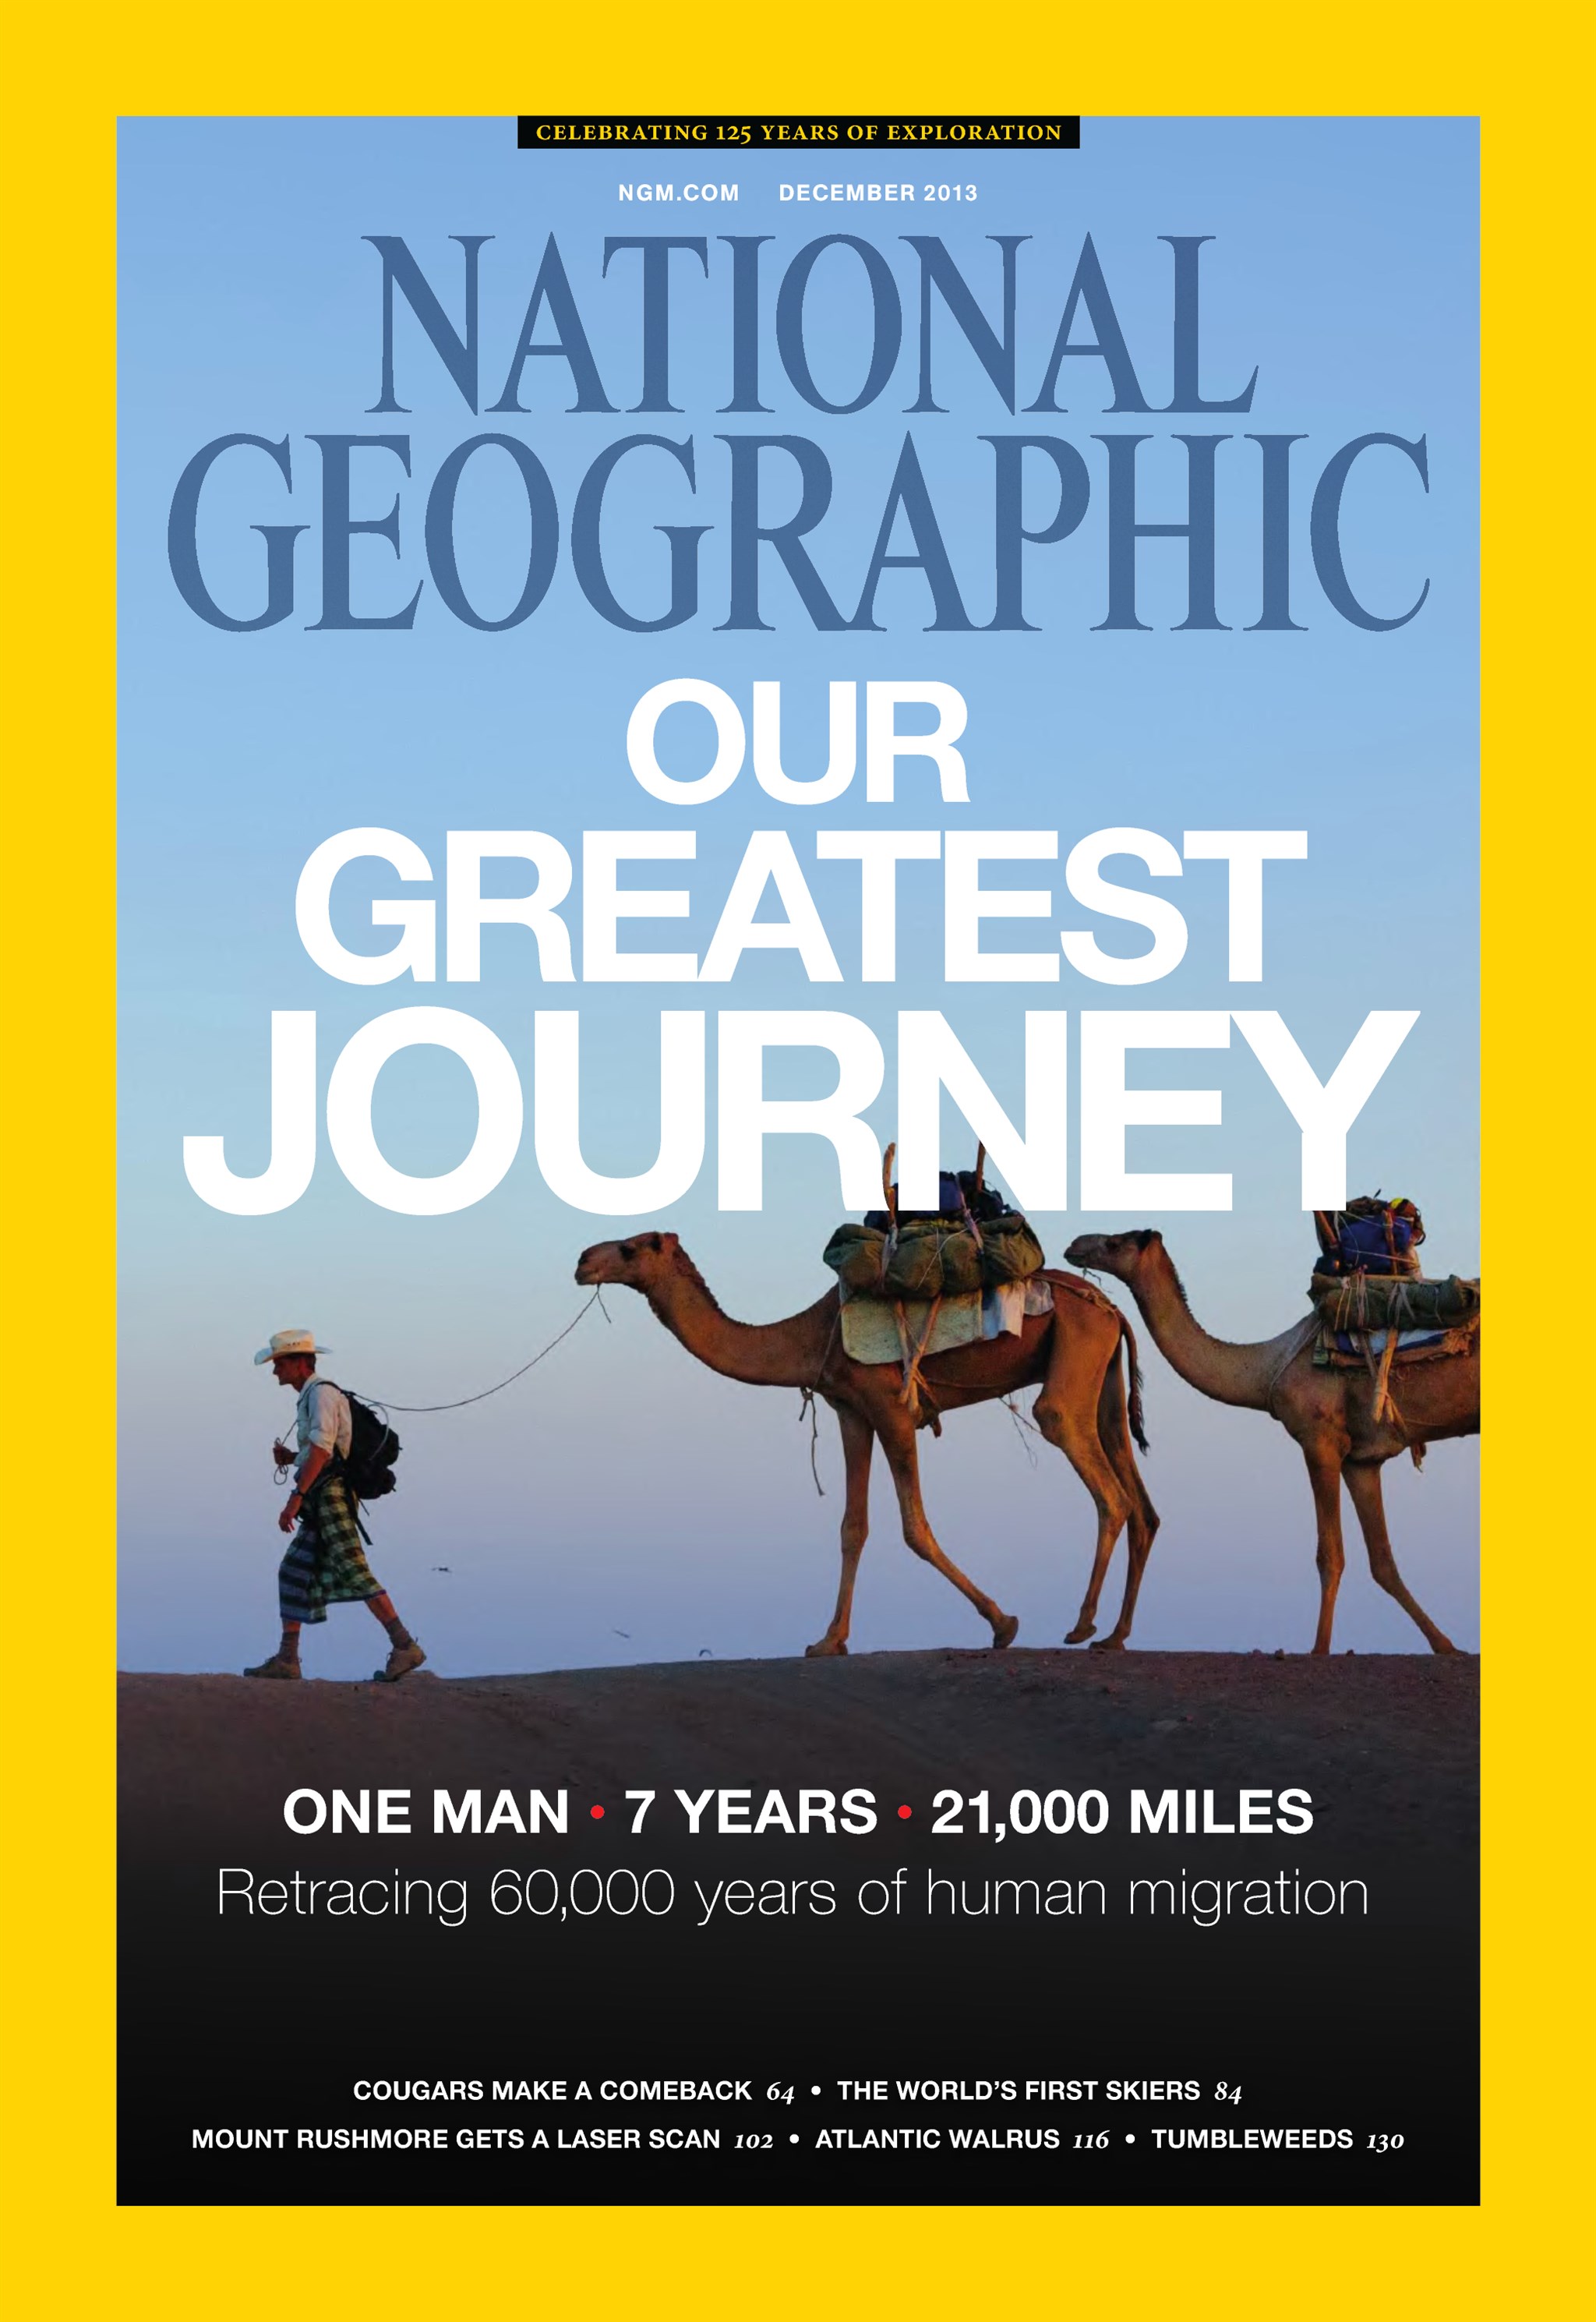 CELEBRATING 125 YEARS OF EXPLORATION
NGM.COM DECEMBER 2013
NATIONAL
GEOGRAPHIC
OUR
GREATEST
JOURNEY
ONE MAN • 7 YEARS • 21,000 MILES
Retracing 60,000 years of human migration
COUGARS MAKE A COMEBACK 64 • THE WORLD’S FIRST SKIERS 84
MOUNT RUSHMORE GETS A LASER SCAN 102 • ATLANTIC WALRUS 116 • TUMBLEWEEDS 130